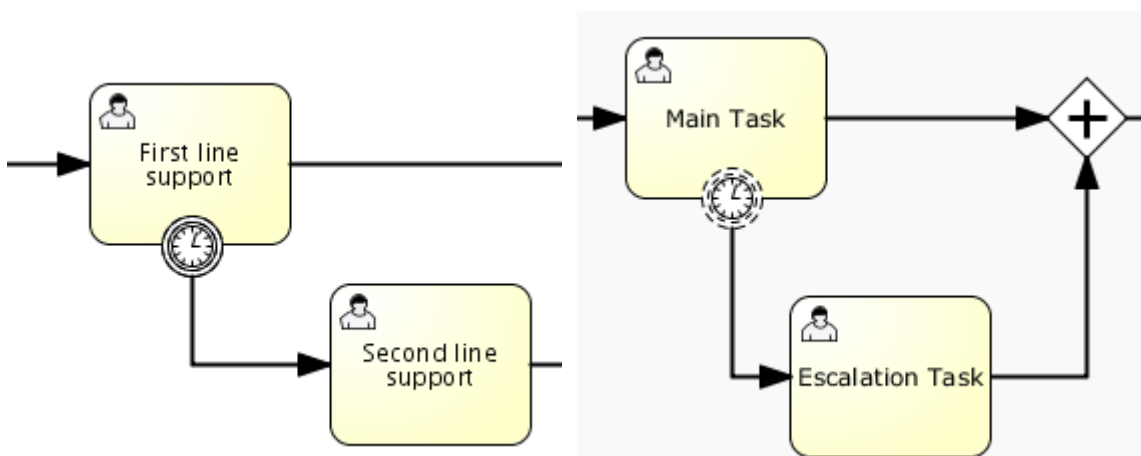 First line
support
Second line
support
Main Task
Escalation Task